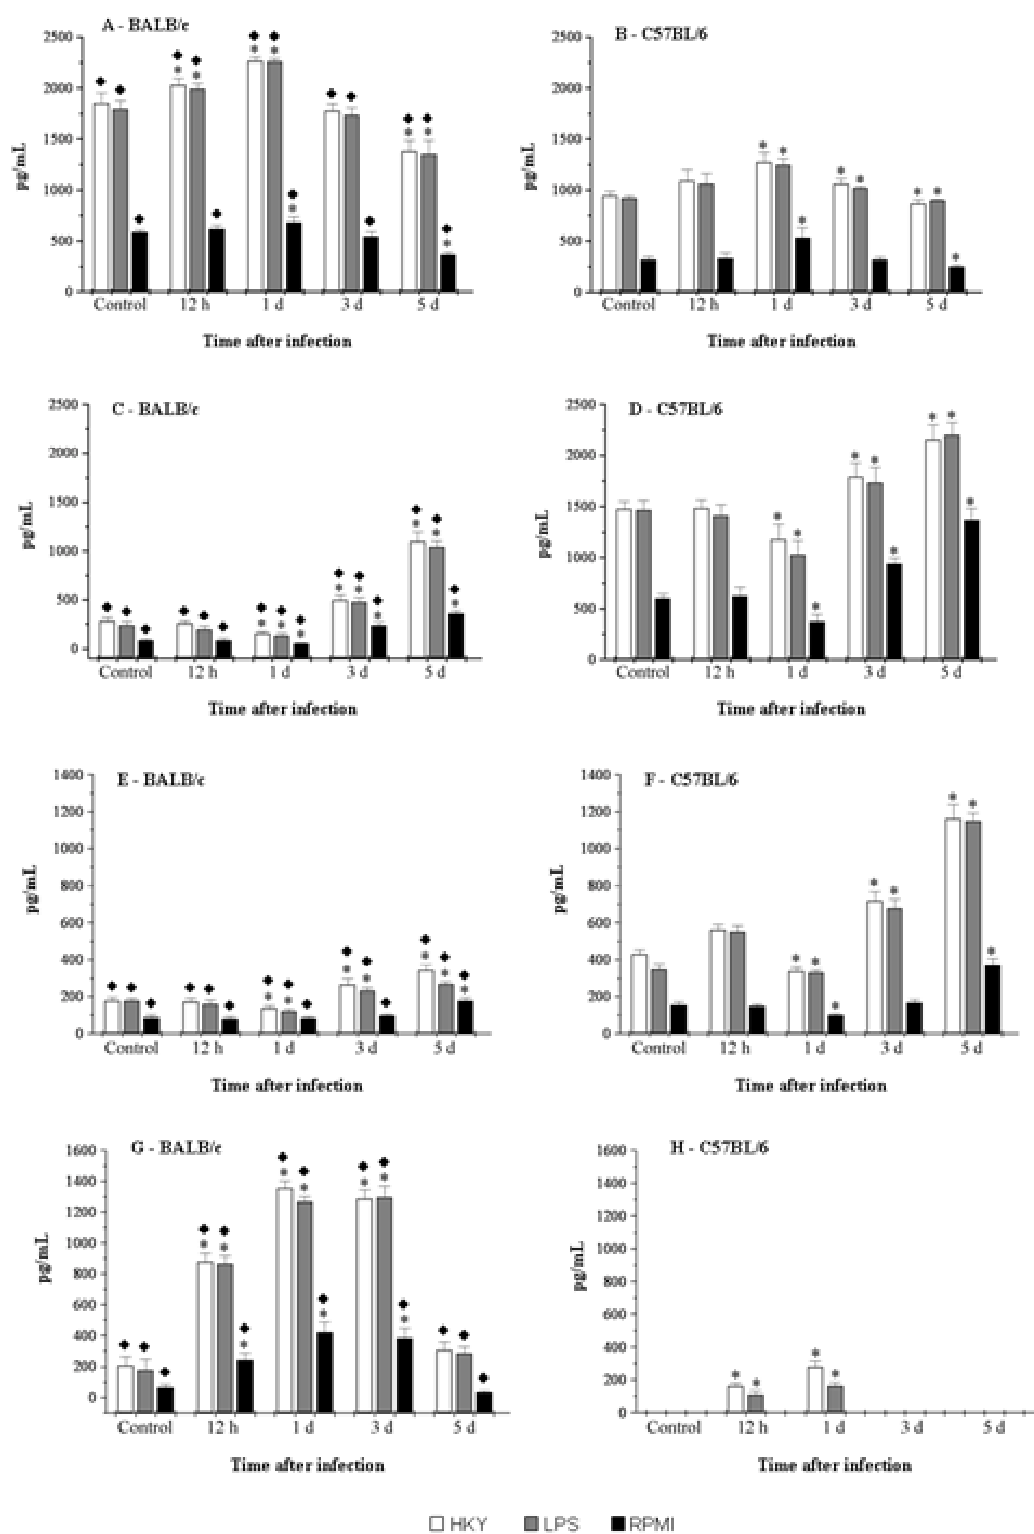 A - BALB/c
2500
2000
1500
1000
500
0
pg/mL
Control 12 h 1 d 3 d 5 d
Time after infection
B - C57BL/6
2500
2000
1500
1000
500
0
pg/mL
Control 12 h 1 d 3 d 5 d
Time after infection
C - BALB/c
2500
2000
1500
1000
500
0
pg/mL
Control 12 h 1 d 3 d 5 d
Time after infection
D - C57BL/6
2500
2000
1500
1000
500
0
pg/mL
Control 12 h 1 d 3 d 5 d
Time after infection
E - BALB/c
1400
1200
1000
800
600
400
200
0
pg/mL
Control 12 h 1 d 3 d 5 d
Time after infection
F - C57BL/6
1400
1200
1000
800
600
400
200
0
pg/mL
Control 12 h 1 d 3 d 5 d
Time after infection
G - BALB/c
1600
1400
1200
1000
800
600
400
200
0
pg/mL
Control 12 h 1 d 3 d 5 d
Time after infection
H - C57BL/6
1600
1400
1200
1000
800
600
400
200
0
pg/mL
Control 12 h 1 d 3 d 5 d
Time after infection
HKY LPS RPMI